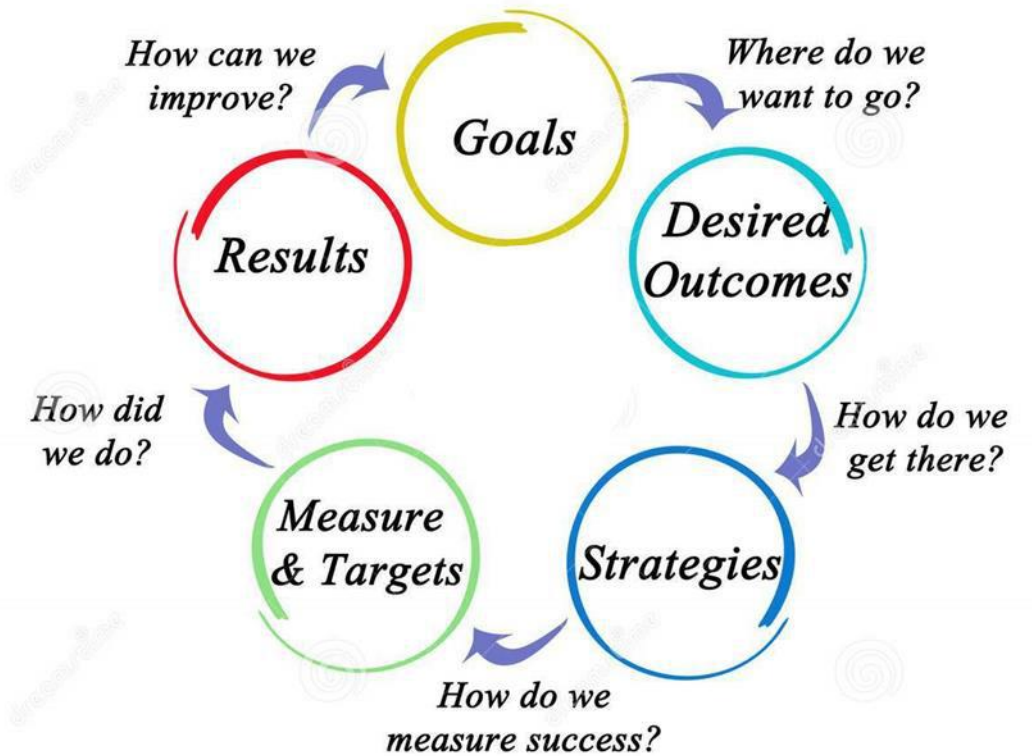 Goals
Where do we
want to go?
Desired
Outcomes
How do we
get there?
Strategies
How do we
measure success?
Measure
& Targets
How did
we do?
Results
How can we
improve?